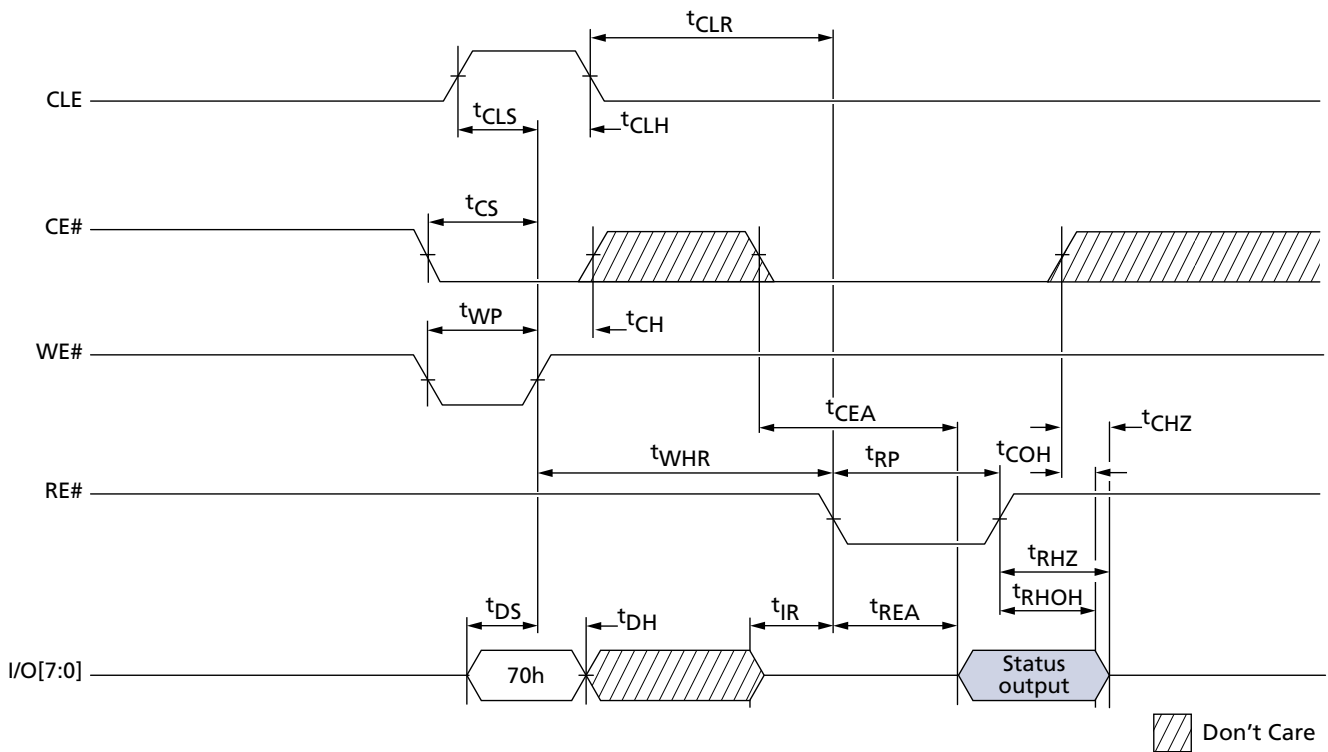 tCLR
CLE
tCLS
tCLH
tCS
CE#
tWP
tCH
WE#
tCEA
tCHZ
tWHR
tRP
tCOH
RE#
tRHZ
tDS
tDH
tIR
tREA
tRHOH
I/O[7:0]
70h
Status
output
Don't Care